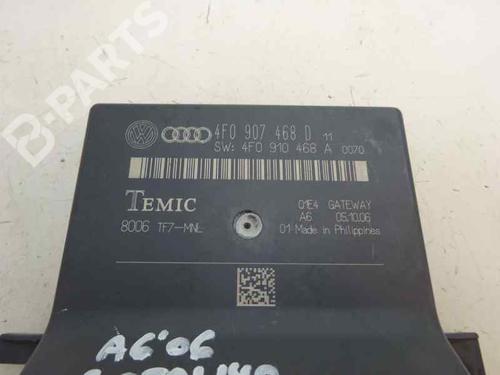 B-PARTS
4F0 907 468 D 11
SW: 4F0 910 468 A 0070
TEMIC
01E4 GATEWAY
8006 TF7-MNL
A6 05.10.06
01 Made in Philippines
A6'06